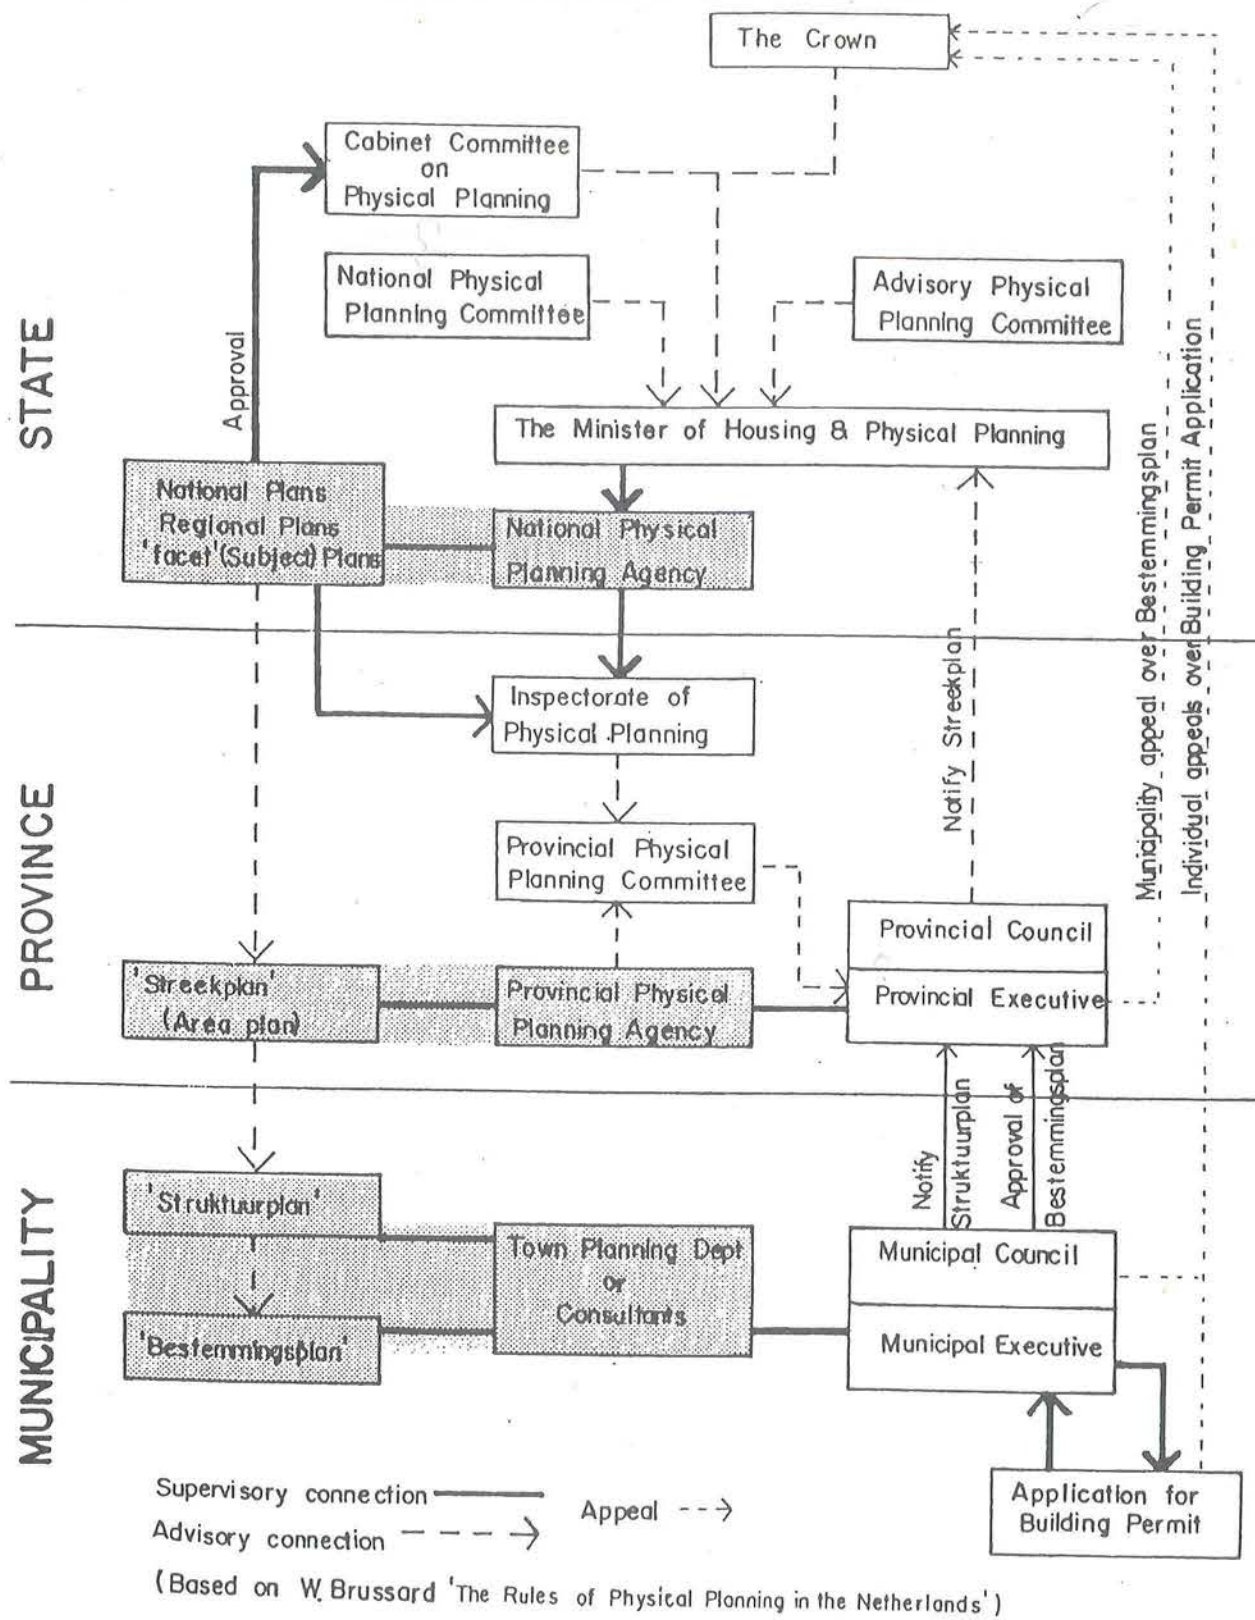 The Crown
Cabinet Committee
on
Physical Planning
National Physical
Planning Committee
Advisory Physical
Planning Committee
STATE
Approval
The Minister of Housing & Physical Planning
National Plans
Regional Plans
'facet' (Subject) Plans
National Physical
Planning Agency
Municipality appeal over Bestemmingsplan
Individual appeals over Building Permit Application
PROVINCE
Inspectorate of
Physical Planning
Notify Streekplan
Provincial Physical
Planning Committee
Provincial Council
Provincial Executive
'Streekplan'
(Area plan)
Provincial Physical
Planning Agency
MUNICIPALITY
Notify
Struktuurplan
Approval of
Bestemmingsplan
'Struktuurplan'
Town Planning Dept
or
Consultants
Municipal Council
Municipal Executive
'Bestemmingsplan'
Application for
Building Permit
Supervisory connection
Appeal
Advisory connection
(Based on W. Brussard 'The Rules of Physical Planning in the Netherlands')